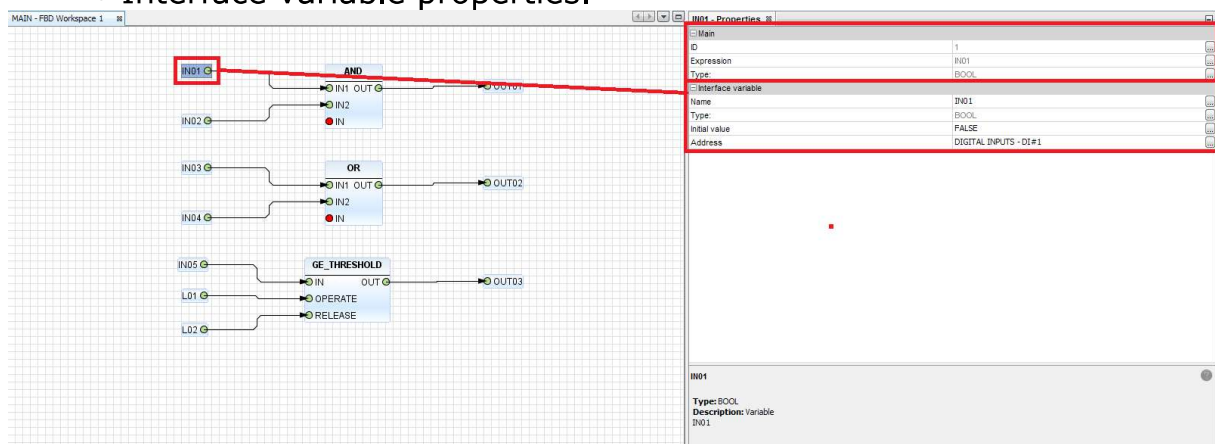 Interface variable properties.
MAIN - FBD Workspace 1
IN01
AND
IN1 OUT
OUT01
IN2
IN02
IN
IN03
OR
IN1 OUT
OUT02
IN2
IN04
IN
IN05
GE_THRESHOLD
IN OUT
OUT03
L01
OPERATE
RELEASE
L02
IN01 - Properties
Main
ID 1
Expression IN01
Type: BOOL
Interface variable
Name IN01
Type: BOOL
Initial value FALSE
Address DIGITAL INPUTS - DI#1
IN01
Type: BOOL
Description: Variable
IN01